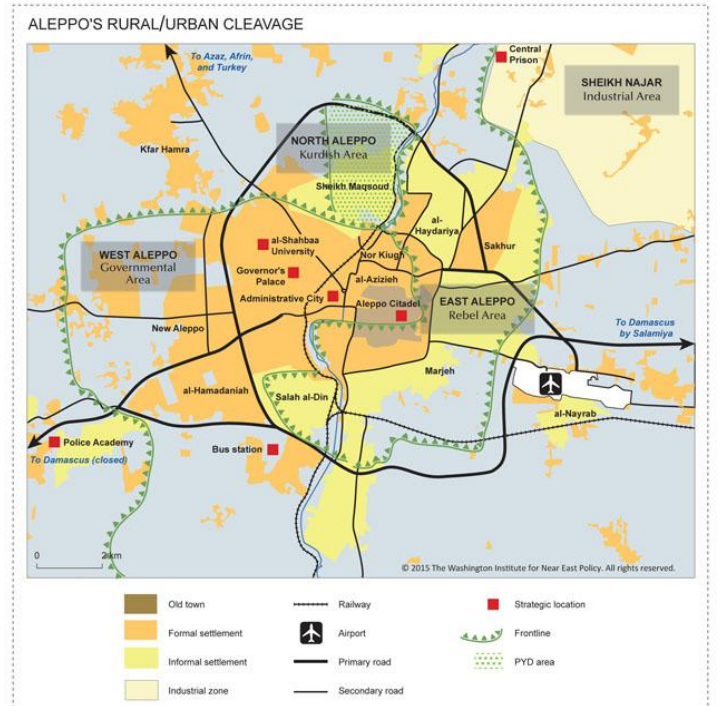 ALEPPO'S RURAL/URBAN CLEAVAGE
To Azaz, Afrin,
and Turkey
Central
Prison
SHEIKH NAJAR
Industrial Area
NORTH ALEPPO
Kurdish Area
Kfar Hamra
Sheikh Maqsoud
al-
Haydariya
Sakhur
al-Shahbaa
University
Nor Kiugh
WEST ALEPPO
Governmental
Area
Governor's
Palace
al-Azizieh
Administrative City
Aleppo Citadel
EAST ALEPPO
Rebel Area
New Aleppo
To Damascus
by Salamiya
Marjeh
al-Hamadaniah
Salah al-Din
al-Nayrab
Police Academy
Bus station
To Damascus (closed)
0 2 km
© 2015 The Washington Institute for Near East Policy. All rights reserved.
Old town
Railway
Strategic location
Formal settlement
Airport
Frontline
Informal settlement
Primary road
PYD area
Industrial zone
Secondary road